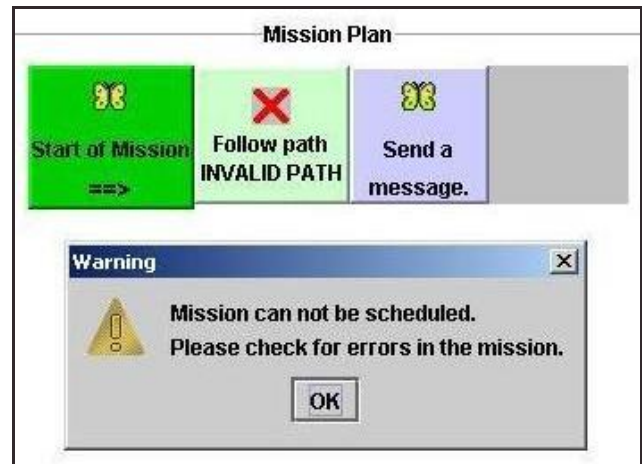 Mission Plan
Start of Mission
==>
Follow path
INVALID PATH
Send a
message.
Warning
Mission can not be scheduled.
Please check for errors in the mission.
OK